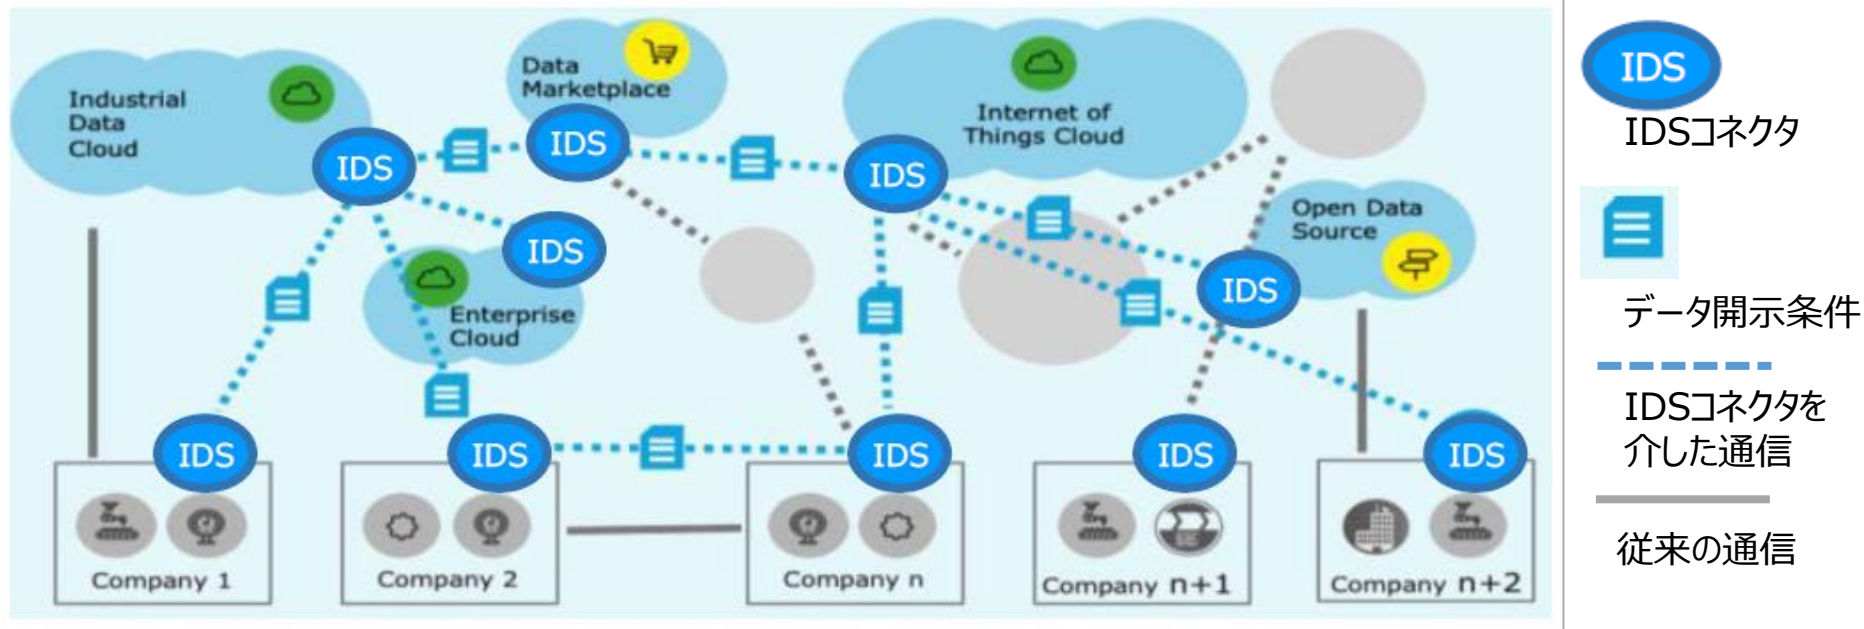 Industrial
Data
Cloud
Data
Marketplace
Internet of
Things Cloud
Open Data
Source
Enterprise
Cloud
IDS
IDS
IDS
IDS
IDS
IDS
IDS
IDS
IDS
IDS
Company 1
Company 2
Company n
Company n+1
Company n+2
IDS
IDSコネクタ
データ開示条件
IDSコネクタを
介した通信
従来の通信